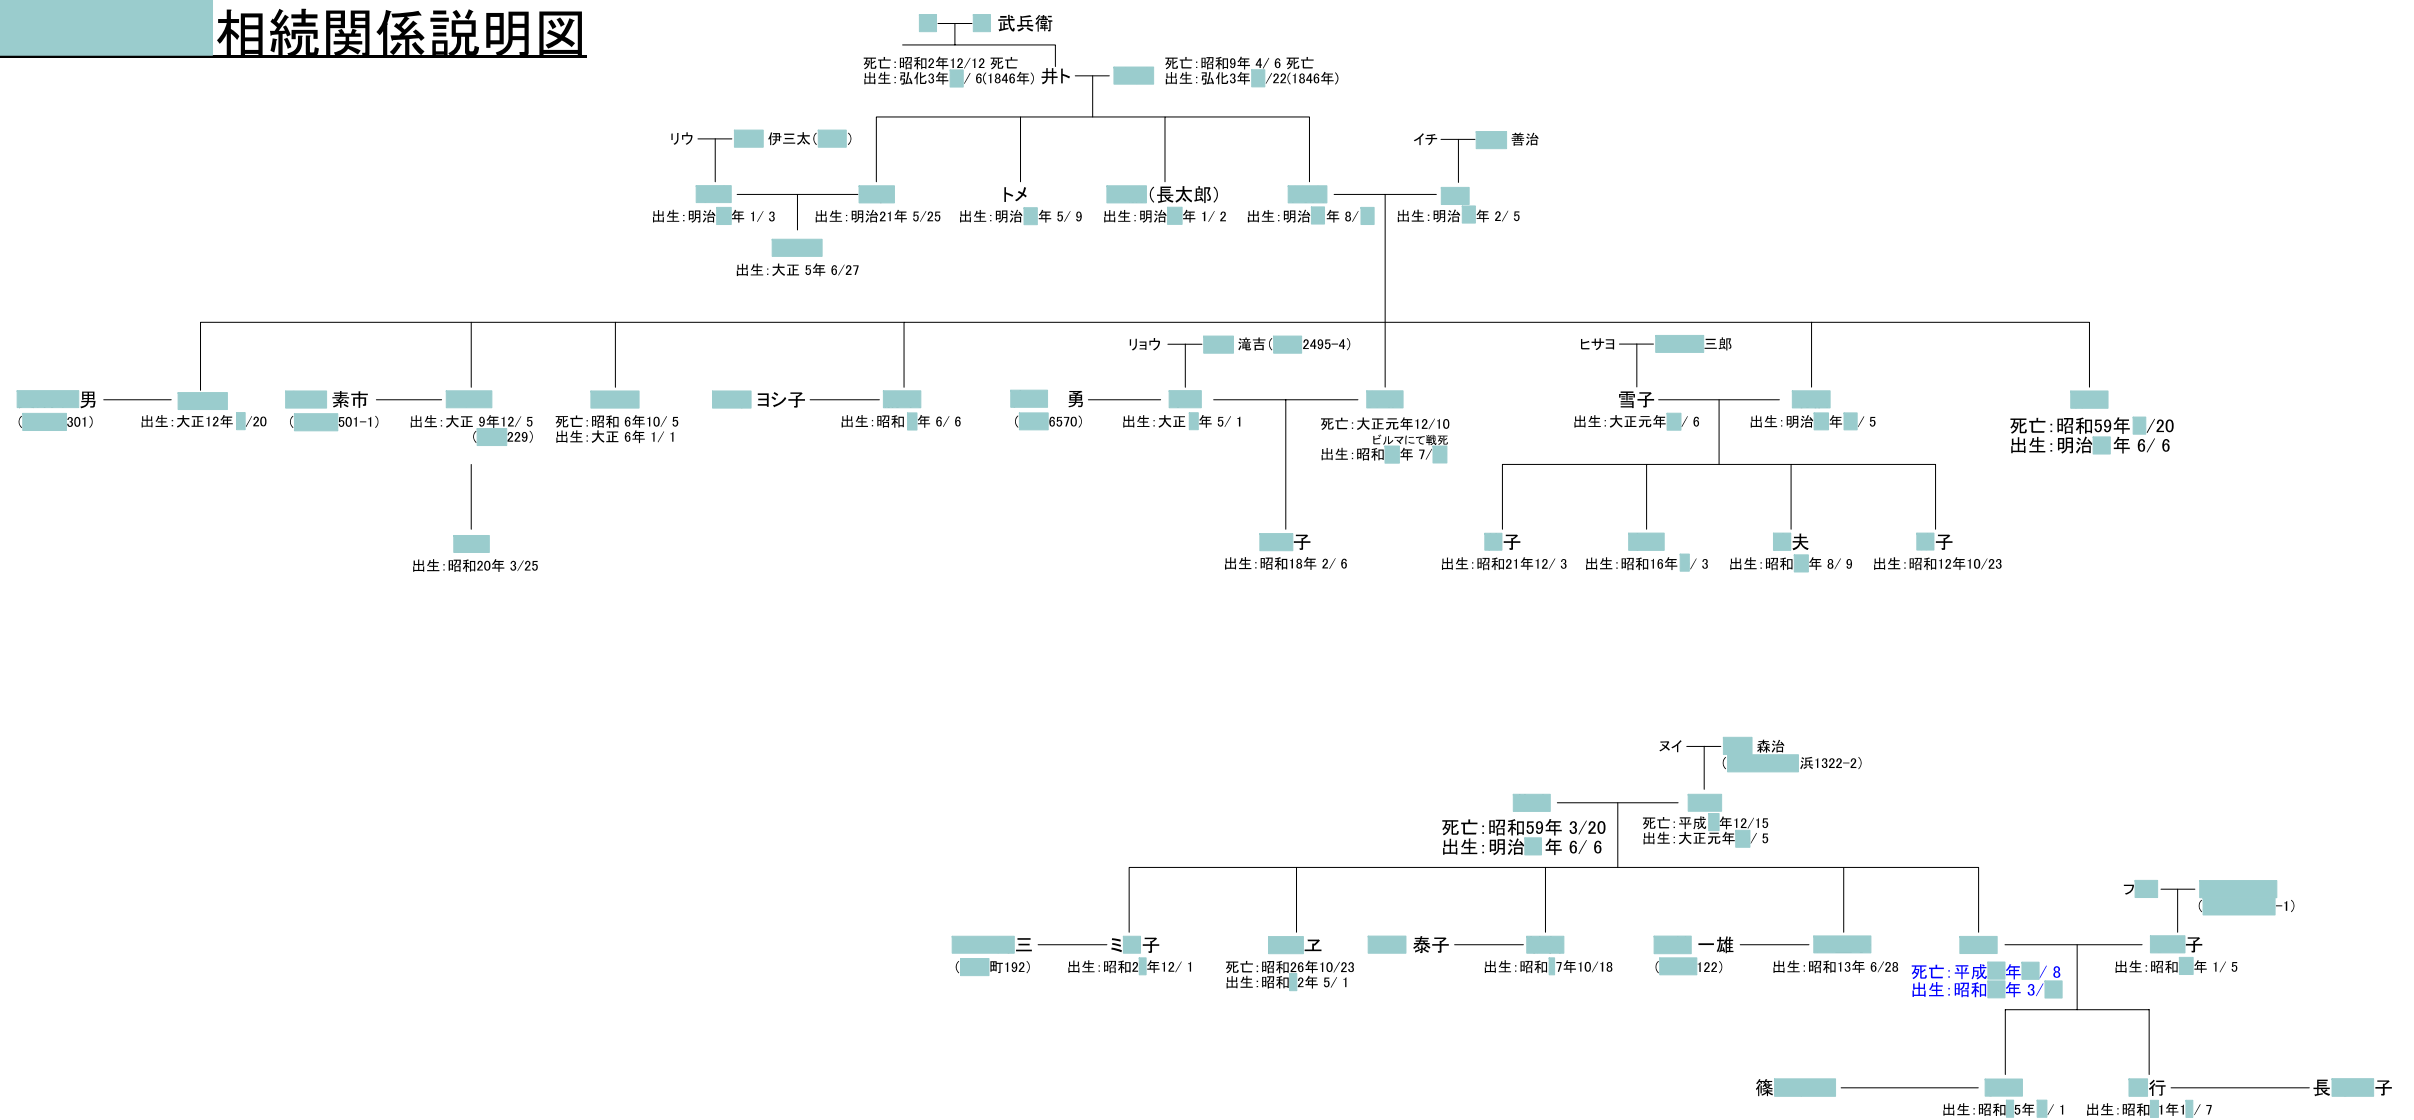 相続関係説明図
武兵衛
死亡:昭和2年12/12 死亡
出生:弘化3年 / 6(1846年)
井ト
死亡:昭和9年 4/ 6 死亡
出生:弘化3年 /22(1846年)
リウ
伊三太( )
イチ
善治
トメ
(長太郎)
出生:明治 年 1/ 3
出生:明治21年 5/25
出生:明治 年 5/ 9
出生:明治 年 1/ 2
出生:明治 年 8/
出生:明治 年 2/ 5
出生:大正 5年 6/27
リョウ
滝吉( 2495-4)
ヒサヨ
三郎
男
( 301)
出生:大正12年 /20
素市
( 501-1)
出生:大正 9年12/ 5
( 229)
死亡:昭和 6年10/ 5
出生:大正 6年 1/ 1
ヨシ子
出生:昭和 年 6/ 6
勇
( 6570)
出生:大正 年 5/ 1
死亡:大正元年12/10
ビルマにて戦死
出生:昭和 年 7/
雪子
出生:大正元年 / 6
出生:明治 年 / 5
死亡:昭和59年 /20
出生:明治 年 6/ 6
出生:昭和20年 3/25
子
出生:昭和18年 2/ 6
子
出生:昭和21年12/ 3
出生:昭和16年 / 3
夫
出生:昭和 年 8/ 9
子
出生:昭和12年10/23
ヌイ
森治
( 浜1322-2)
死亡:昭和59年 3/20
出生:明治 年 6/ 6
死亡:平成 年12/15
出生:大正元年 / 5
フ
( -1)
三
( 町192)
ミ 子
出生:昭和2 年12/ 1
ヱ
死亡:昭和26年10/23
出生:昭和 2年 5/ 1
泰子
出生:昭和 7年10/18
一雄
( 122)
出生:昭和13年 6/28
死亡:平成 年 / 8
出生:昭和 年 3/
子
出生:昭和 年 1/ 5
篠
出生:昭和 5年 / 1
行
出生:昭和 1年1 / 7
長 子